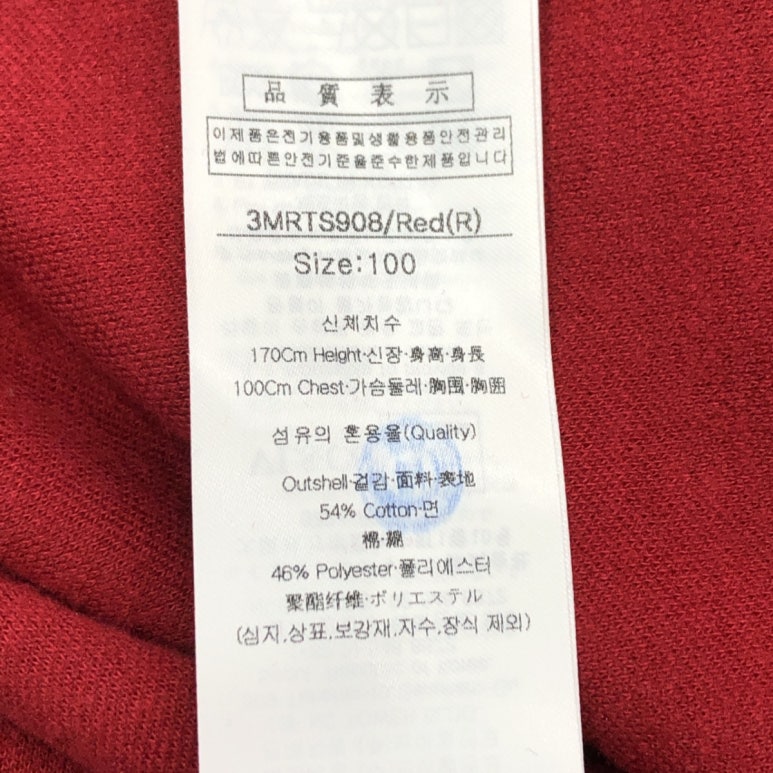 品質表示
이제품은전기용품및생활용품안전관리
법에따른안전기준을준수한제품입니다
3MRTS908/Red(R)
Size:100
신체치수
170Cm Height·신장·身高·身長
100Cm Chest·가슴둘레·胸围·胸囲
섬유의 혼용율(Quality)
Outshell·겉감·面料·表地
54% Cotton·면
棉·綿
46% Polyester·폴리에스터
聚酯纤维·ポリエステル
(심지,상표,보강재,자수,장식 제외)